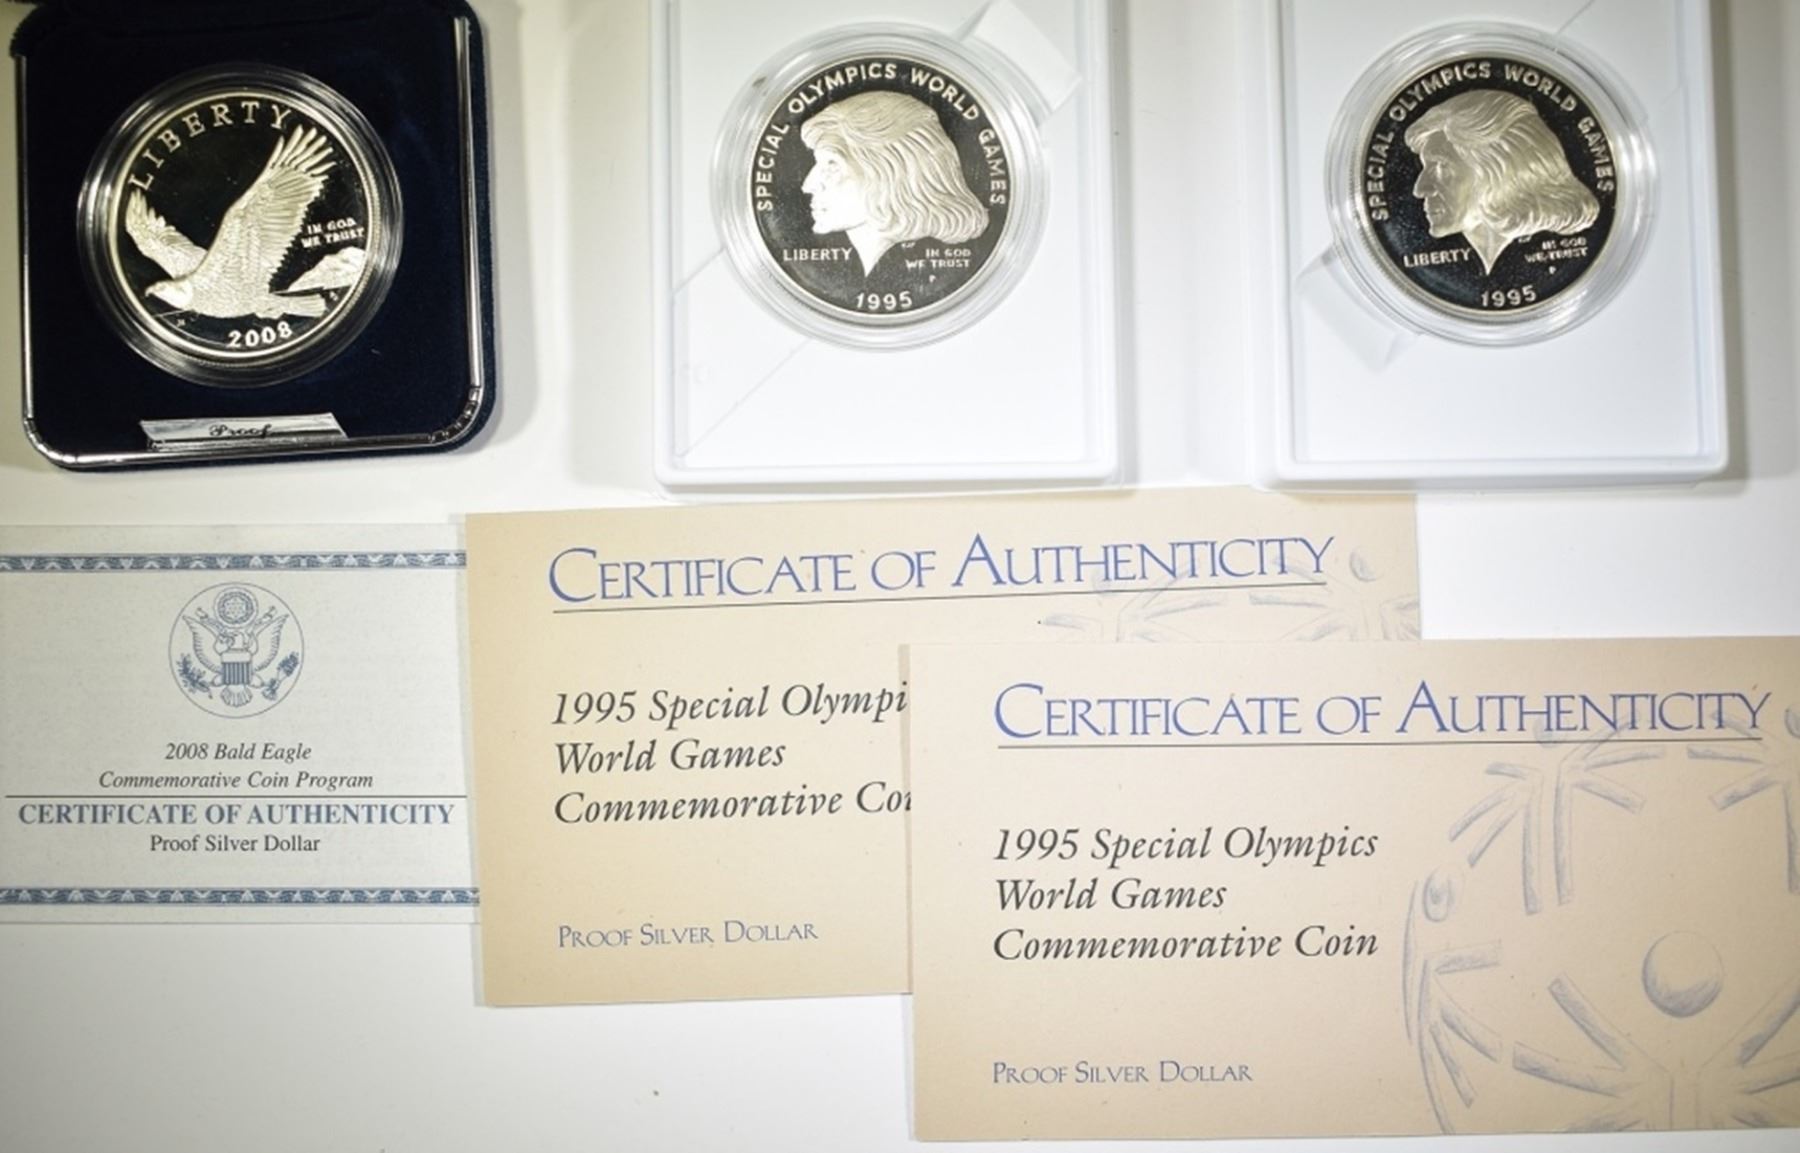 LIBERTY
IN GOD
WE TRUST
2008
Proof
SPECIAL OLYMPICS WORLD GAMES
LIBERTY
IN GOD
WE TRUST
P
1995
SPECIAL OLYMPICS WORLD GAMES
LIBERTY
IN GOD
WE TRUST
P
1995
2008 Bald Eagle
Commemorative Coin Program
CERTIFICATE OF AUTHENTICITY
Proof Silver Dollar
CERTIFICATE OF AUTHENTICITY
1995 Special Olympi
World Games
Commemorative Coi
PROOF SILVER DOLLAR
CERTIFICATE OF AUTHENTICITY
1995 Special Olympics
World Games
Commemorative Coin
PROOF SILVER DOLLAR